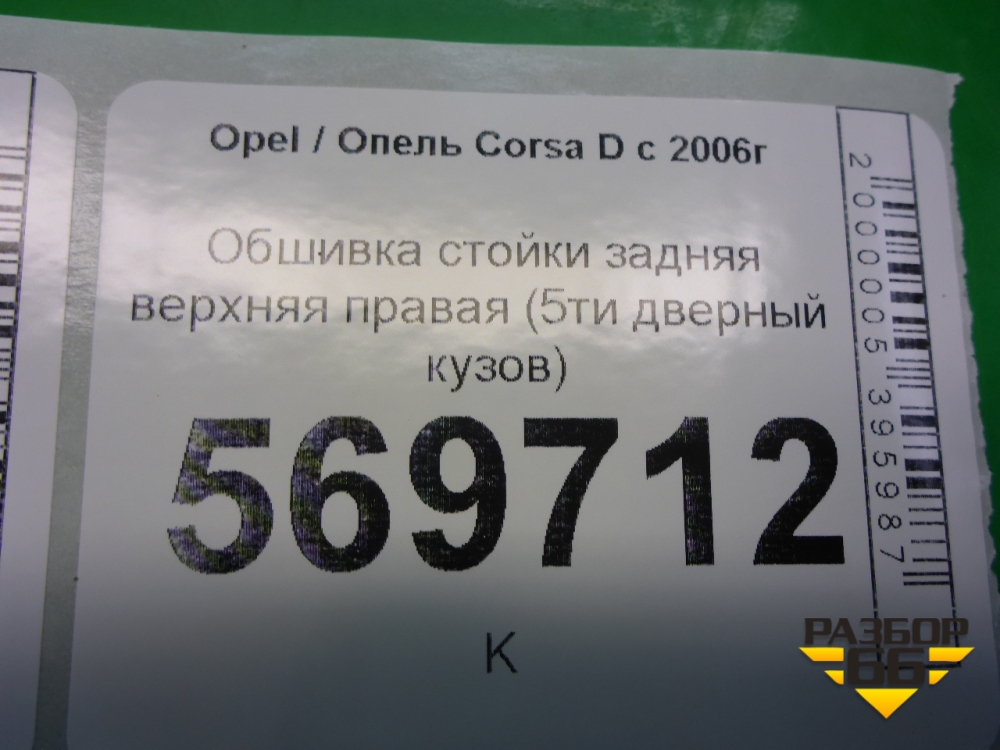 Opel / Опель Corsa D с 2006г
Обшивка стойки задняя
верхняя правая (5ти дверный
кузов)
569712
К
2000005395987
РАЗБОР
66